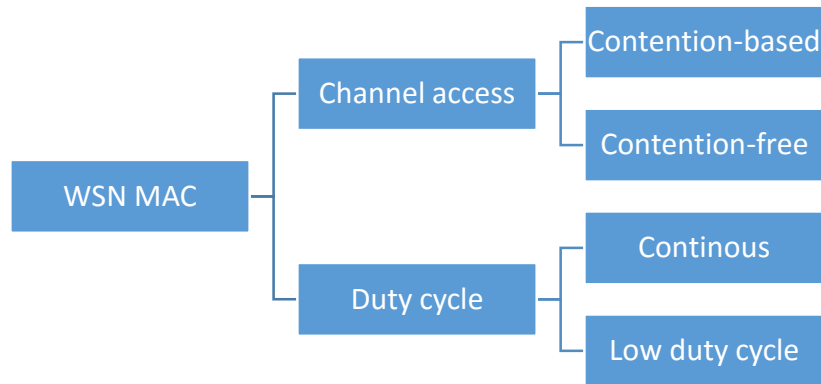 WSN MAC
Channel access
Contention-based
Contention-free
Duty cycle
Continous
Low duty cycle